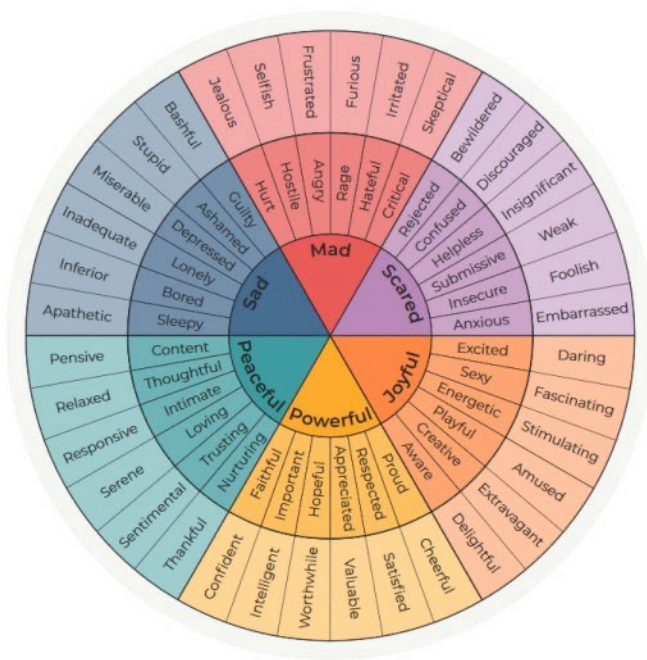 Mad
Hurt
Hostile
Angry
Rage
Hateful
Critical
Jealous
Selfish
Frustrated
Furious
Irritated
Skeptical
Scared
Rejected
Confused
Helpless
Submissive
Insecure
Anxious
Bewildered
Discouraged
Insignificant
Weak
Foolish
Embarrassed
Joyful
Excited
Sexy
Energetic
Playful
Creative
Aware
Daring
Fascinating
Stimulating
Amused
Extravagant
Delightful
Powerful
Proud
Respected
Appreciated
Hopeful
Important
Faithful
Cheerful
Satisfied
Valuable
Worthwhile
Intelligent
Confident
Peaceful
Nurturing
Trusting
Loving
Intimate
Thoughtful
Content
Thankful
Sentimental
Serene
Responsive
Relaxed
Pensive
Sad
Sleepy
Bored
Lonely
Depressed
Ashamed
Guilty
Apathetic
Inferior
Inadequate
Miserable
Stupid
Bashful